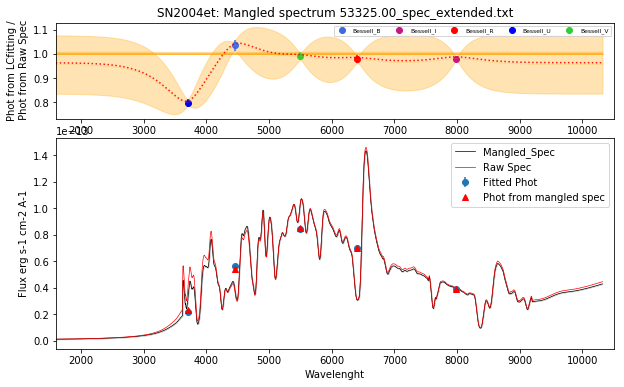 SN2004et: Mangled spectrum 53325.00_spec_extended.txt
Phot from LCfitting /
Phot from Raw Spec
1.1
1.0
0.9
0.8
Bessell_B
Bessell_I
Bessell_R
Bessell_U
Bessell_V
2000 3000 4000 5000 6000 7000 8000 9000 10000
1e−13
Flux erg s-1 cm-2 A-1
1.4
1.2
1.0
0.8
0.6
0.4
0.2
0.0
Mangled_Spec
Raw Spec
Fitted Phot
Phot from mangled spec
2000 3000 4000 5000 6000 7000 8000 9000 10000
Wavelenght